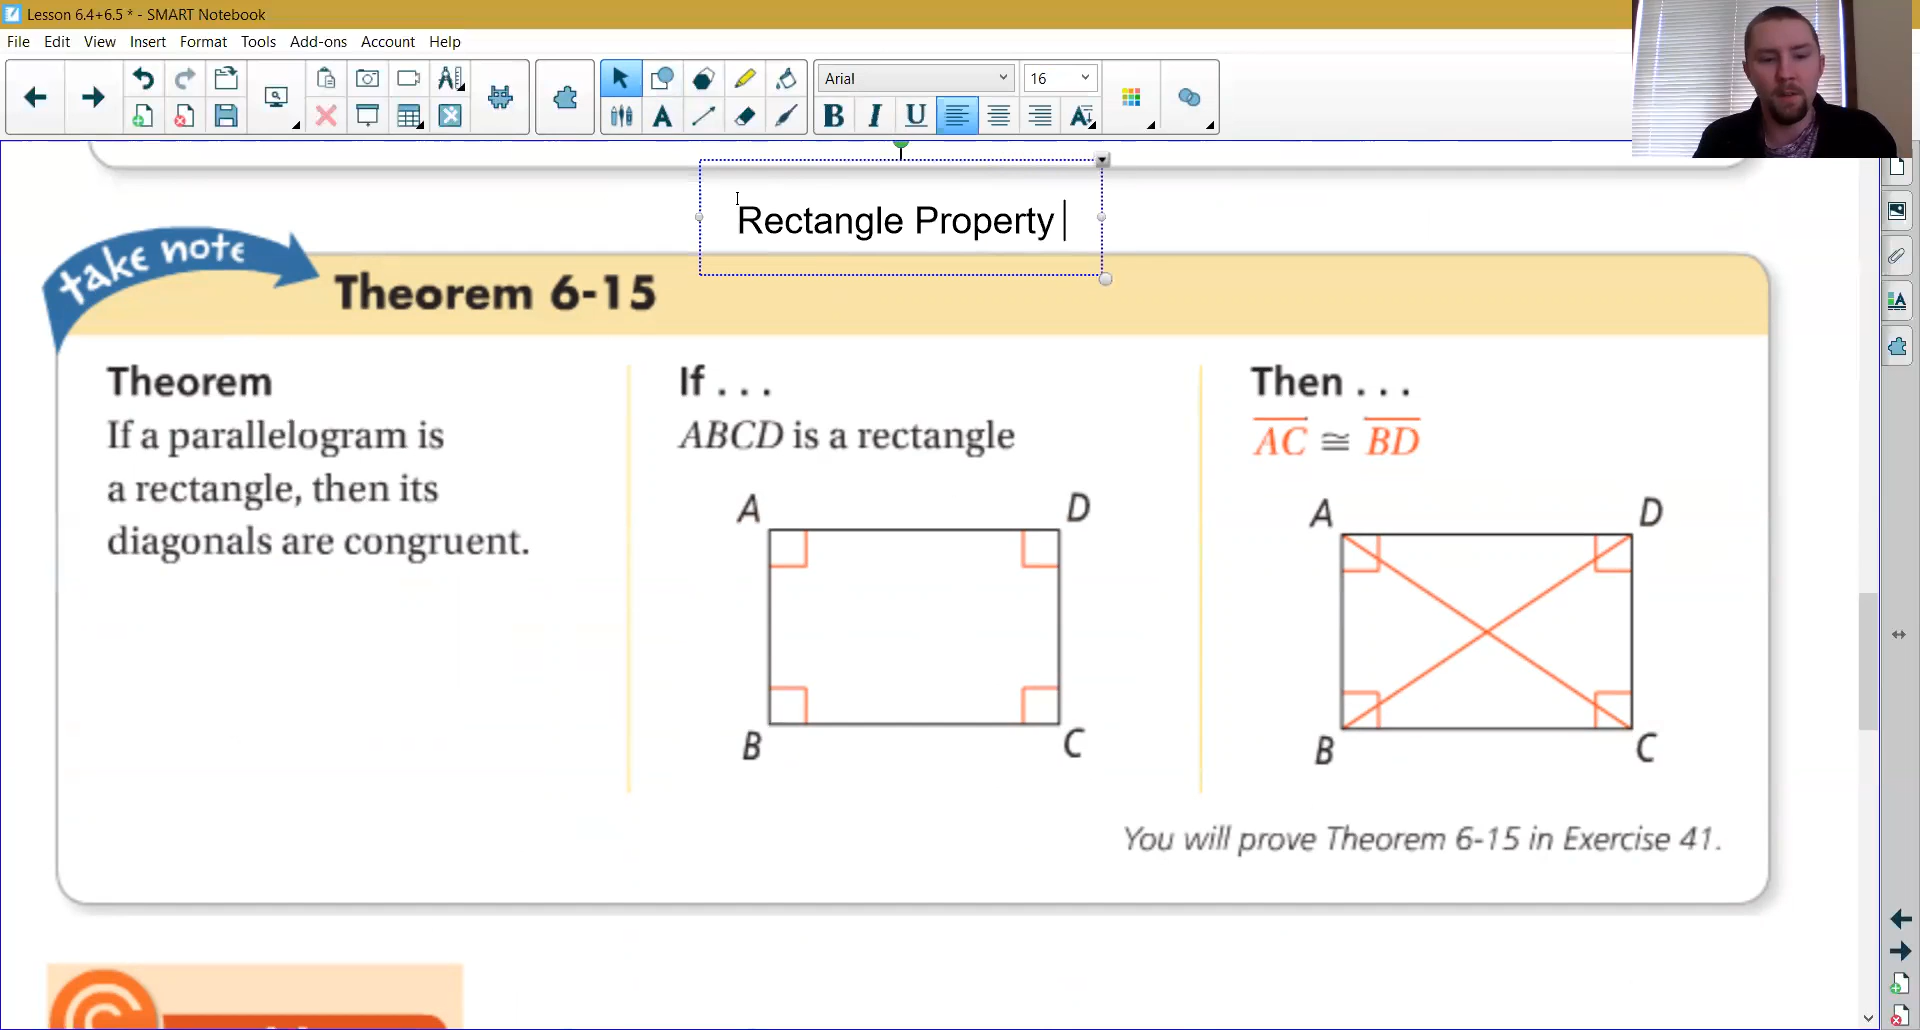 Lesson 6.4+6.5 * - SMART Notebook
File Edit View Insert Format Tools Add-ons Account Help
Arial 16
B I U
Rectangle Property
take note
Theorem 6-15
Theorem
If a parallelogram is
a rectangle, then its
diagonals are congruent.
If . . .
ABCD is a rectangle
A D
B C
Then . . .
AC ≅ BD
A D
B C
You will prove Theorem 6-15 in Exercise 41.